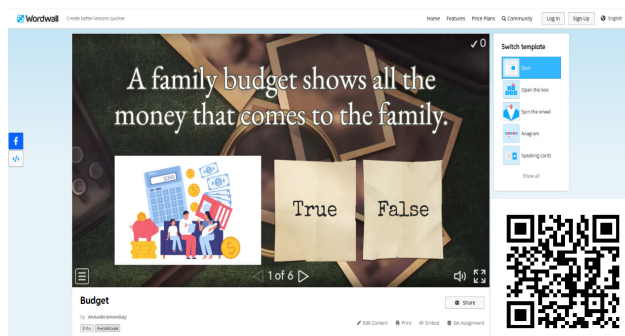 Wordwall Create better lessons quicker
Home Features Price Plans Community Log In Sign Up English
✓ 0
A family budget shows all the
money that comes to the family.
12345
True False
1 of 6
Switch template
Quiz
Open the box
Spin the wheel
Anagram
Speaking cards
Show all
Budget
Share
by
Edit Content Print Embed Set Assignment